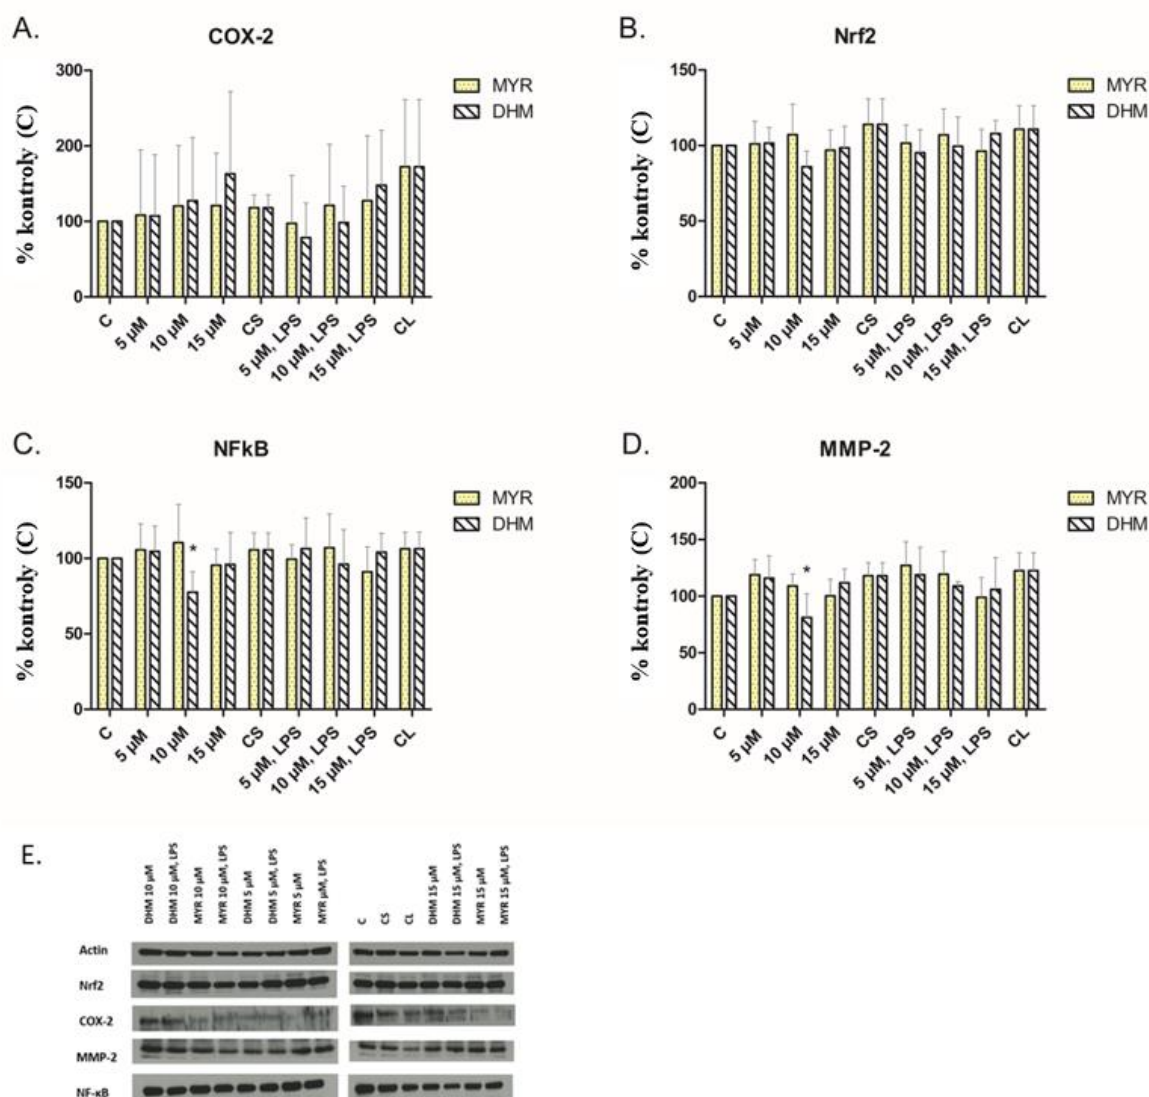 A.
COX-2
% kontroly (C)
300
200
100
0
MYR
DHM
C
5 µM
10 µM
15 µM
CS
5 µM, LPS
10 µM, LPS
15 µM, LPS
CL
B.
Nrf2
% kontroly (C)
150
100
50
0
MYR
DHM
C
5 µM
10 µM
15 µM
CS
5 µM, LPS
10 µM, LPS
15 µM, LPS
CL
C.
NFkB
% kontroly (C)
150
100
50
0
*
MYR
DHM
C
5 µM
10 µM
15 µM
CS
5 µM, LPS
10 µM, LPS
15 µM, LPS
CL
D.
MMP-2
% kontroly (C)
200
150
100
50
0
*
MYR
DHM
C
5 µM
10 µM
15 µM
CS
5 µM, LPS
10 µM, LPS
15 µM, LPS
CL
E.
DHM 10 µM
DHM 10 µM, LPS
MYR 10 µM
MYR 10 µM, LPS
DHM 5 µM
DHM 5 µM, LPS
MYR 5 µM
MYR µM, LPS
C
CS
CL
DHM 15 µM
DHM 15 µM, LPS
MYR 15 µM
MYR 15 µM, LPS
Actin
Nrf2
COX-2
MMP-2
NF-κB